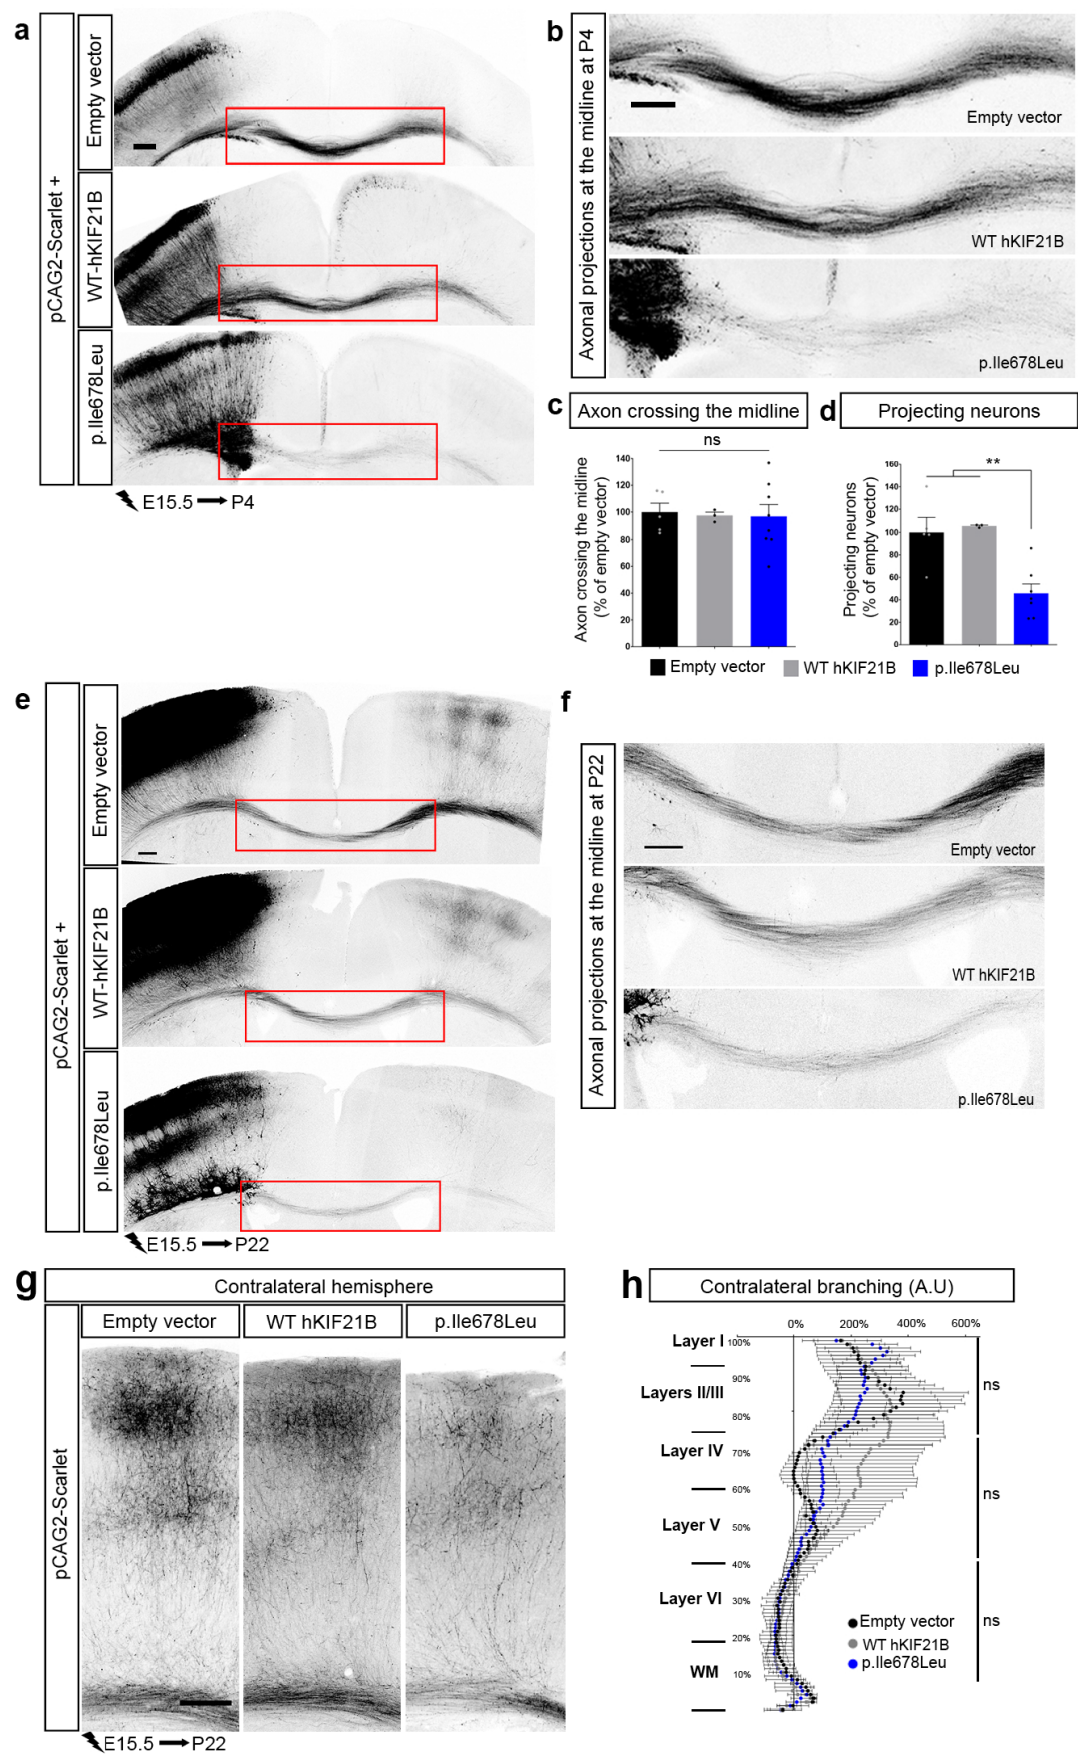 a
pCAG2-Scarlet +
Empty vector
WT-hKIF21B
p.Ile678Leu
E15.5
P4
b
Axonal projections at the midline at P4
Empty vector
WT hKIF21B
p.Ile678Leu
c
Axon crossing the midline
ns
Axon crossing the midline
(% of empty vector)
140
120
100
80
60
40
20
0
d
Projecting neurons
**
Projecting neurons
(% of empty vector)
160
140
120
100
80
60
40
20
0
Empty vector
WT hKIF21B
p.Ile678Leu
e
pCAG2-Scarlet +
Empty vector
WT-hKIF21B
p.Ile678Leu
E15.5
P22
f
Axonal projections at the midline at P22
Empty vector
WT hKIF21B
p.Ile678Leu
g
Contralateral hemisphere
pCAG2-Scarlet
Empty vector
WT hKIF21B
p.Ile678Leu
E15.5
P22
h
Contralateral branching (A.U)
0% 200% 400% 600%
Layer I
100%
90%
Layers II/III
80%
Layer IV
70%
60%
Layer V
50%
40%
Layer VI
30%
20%
WM
10%
ns
ns
ns
Empty vector
WT hKIF21B
p.Ile678Leu